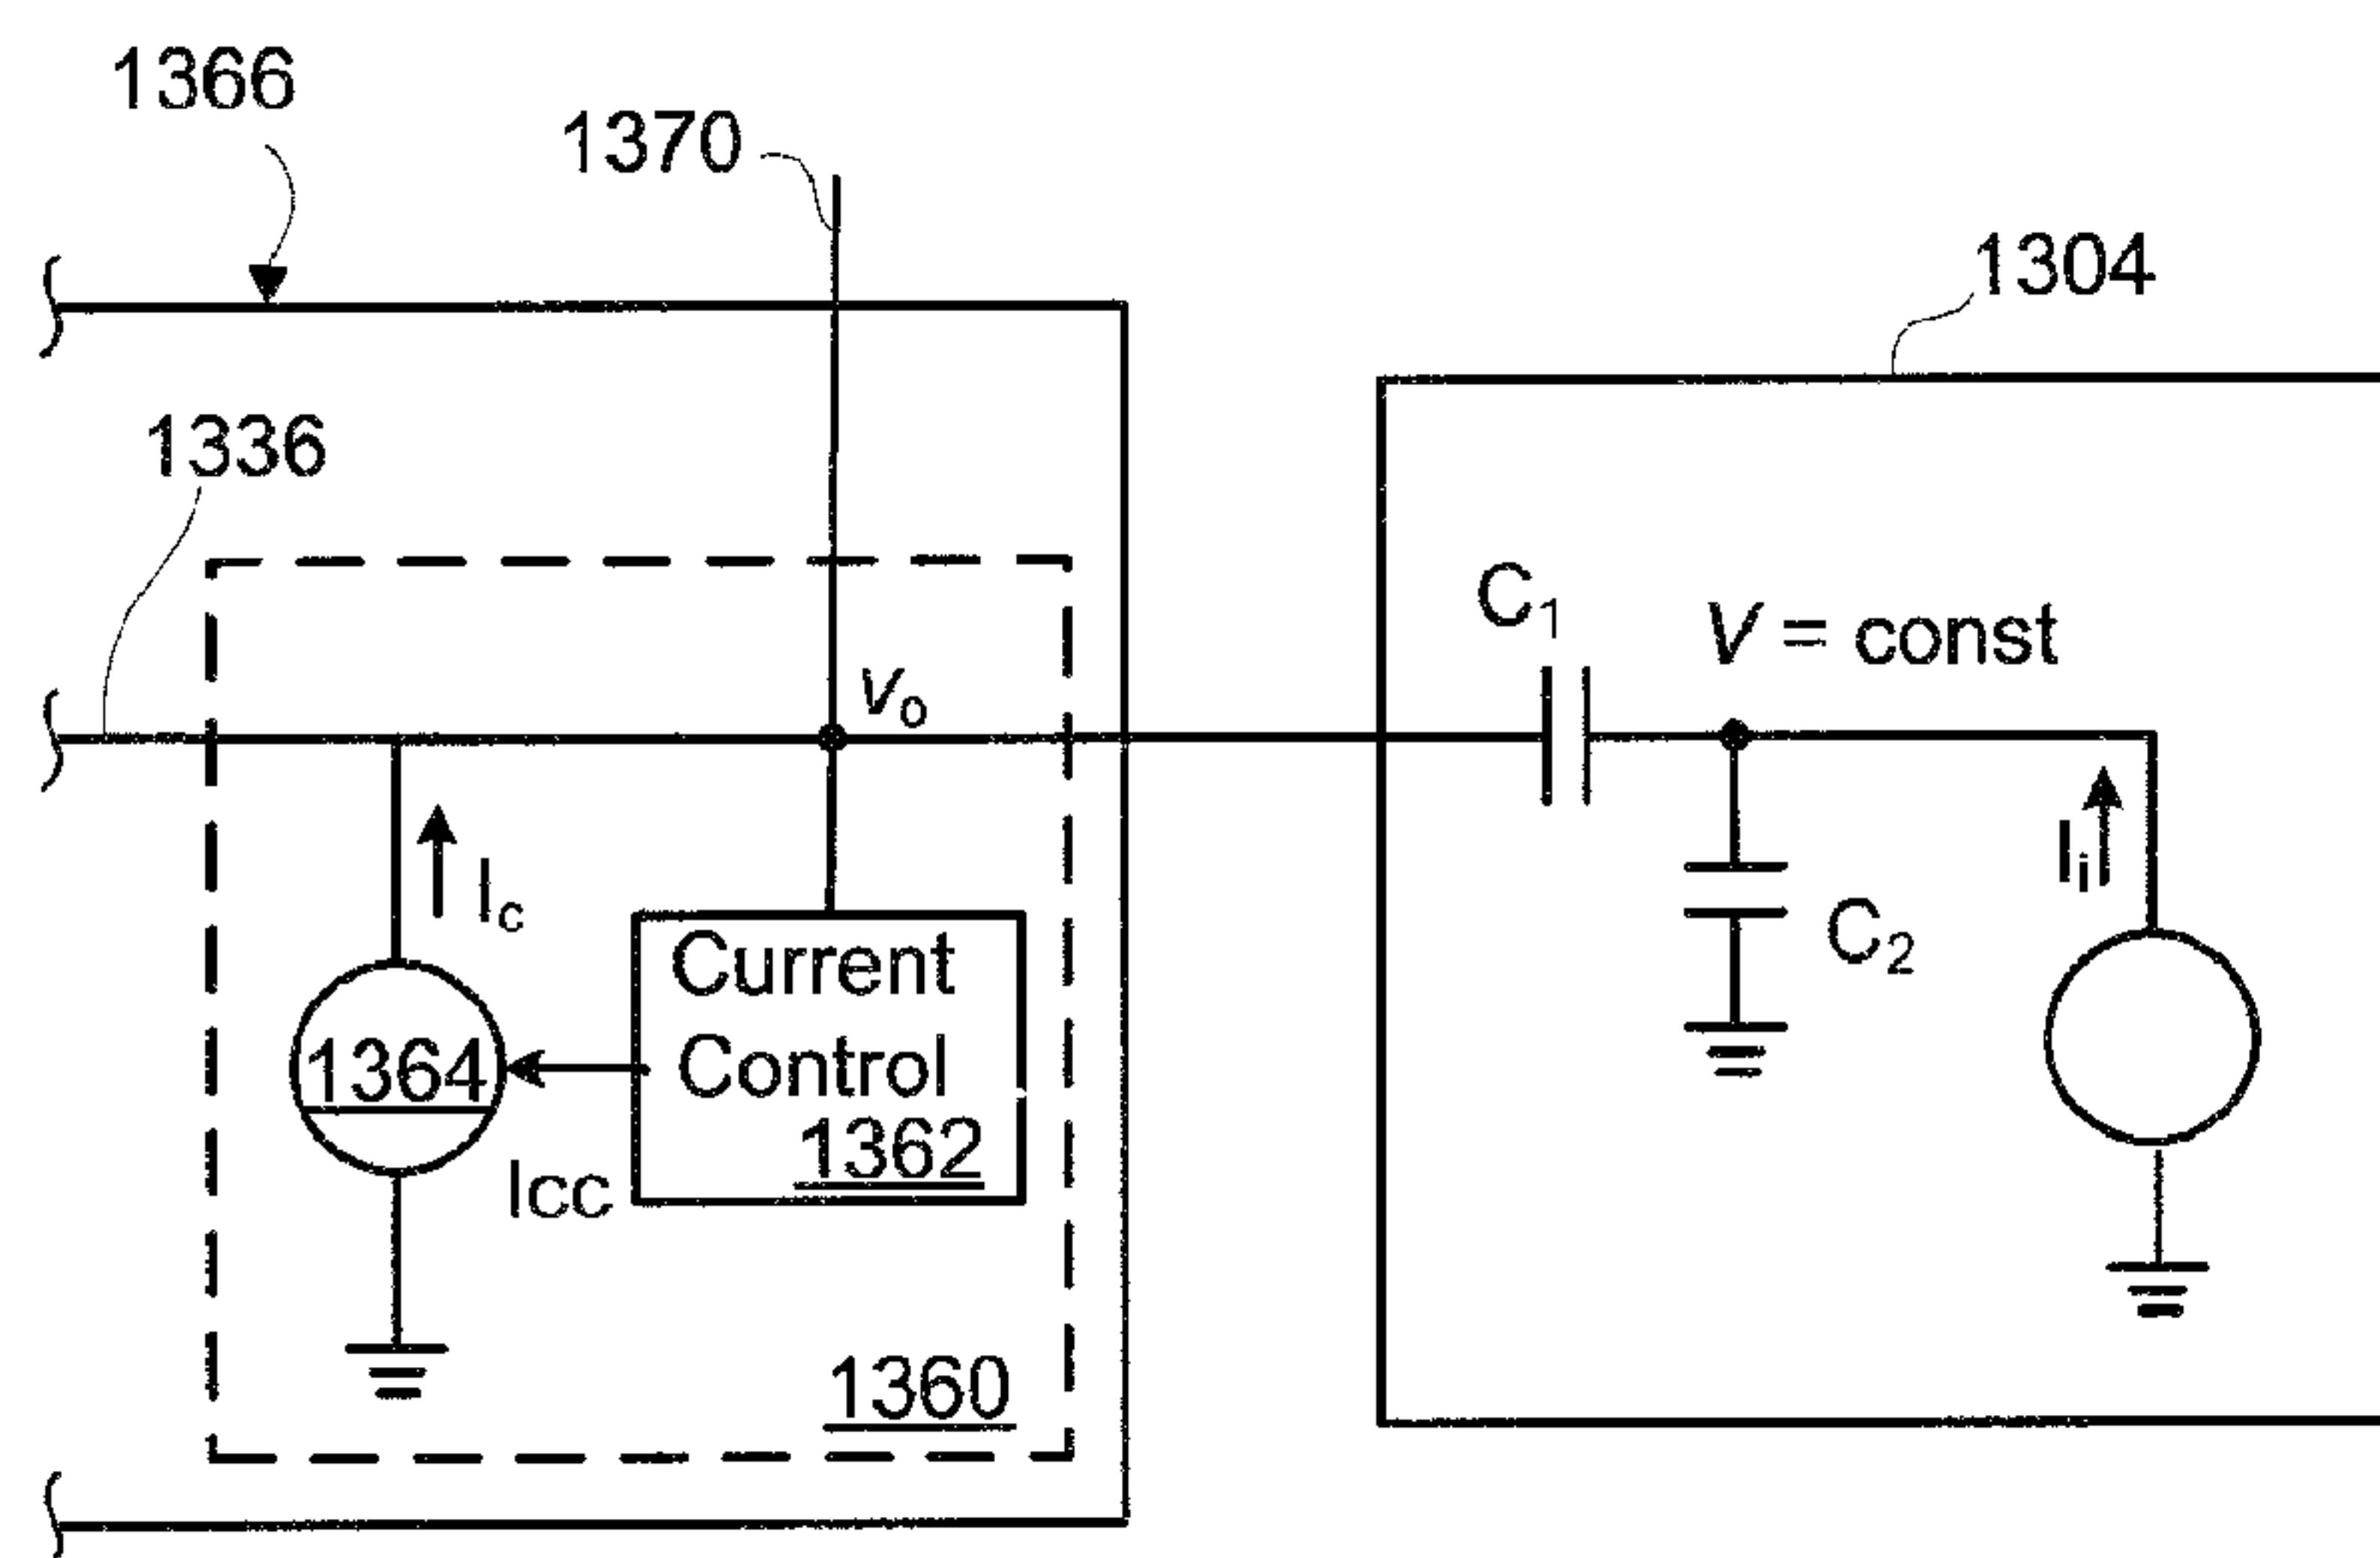 1366
1370
1304
1336
C1
V = const
vo
Ic
Ii
C2
Current
Control
1364
1362
Icc
1360